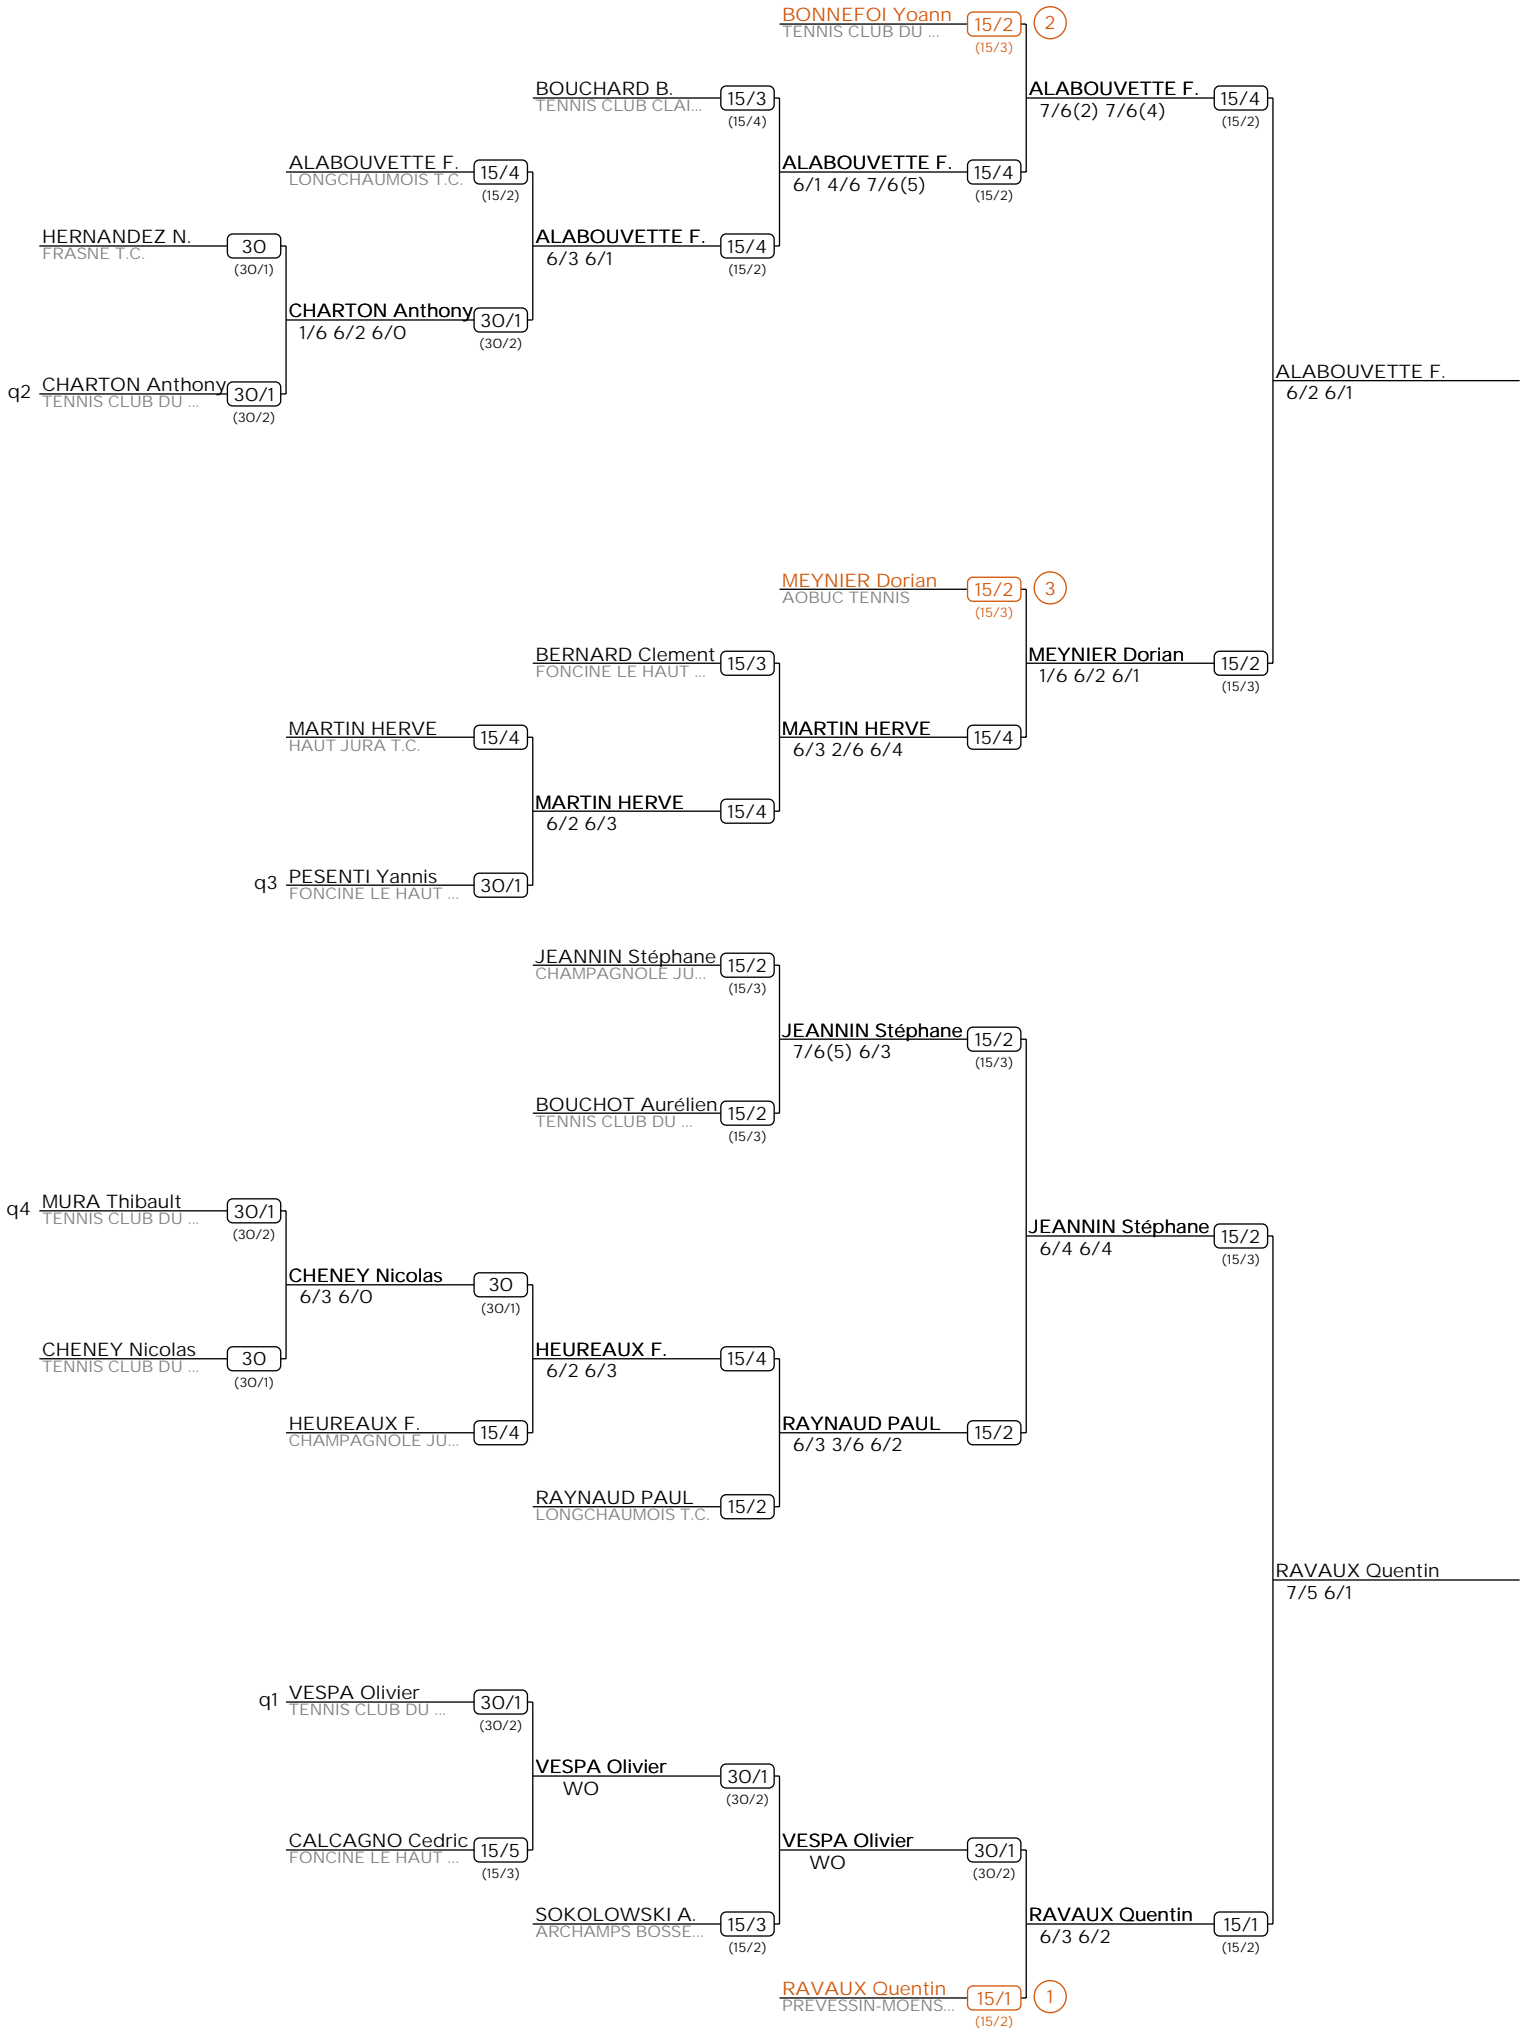 BONNEFOI Yoann 15/2 2
TENNIS CLUB DU ... (15/3)
BOUCHARD B. 15/3
TENNIS CLUB CLAI... (15/4)
ALABOUVETTE F. 15/4
7/6(2) 7/6(4) (15/2)
ALABOUVETTE F. 15/4
LONGCHAUMOIS T.C. (15/2)
ALABOUVETTE F. 15/4
6/1 4/6 7/6(5) (15/2)
HERNANDEZ N. 30
FRASNE T.C. (30/1)
ALABOUVETTE F. 15/4
6/3 6/1 (15/2)
CHARTON Anthony 30/1
1/6 6/2 6/0 (30/2)
q2 CHARTON Anthony 30/1
TENNIS CLUB DU ... (30/2)
ALABOUVETTE F.
6/2 6/1
MEYNIER Dorian 15/2 3
AOBUC TENNIS (15/3)
BERNARD Clement 15/3
FONCINE LE HAUT ...
MEYNIER Dorian 15/2
1/6 6/2 6/1 (15/3)
MARTIN HERVE 15/4
HAUT JURA T.C.
MARTIN HERVE 15/4
6/3 2/6 6/4
MARTIN HERVE 15/4
6/2 6/3
q3 PESENTI Yannis 30/1
FONCINE LE HAUT ...
JEANNIN Stéphane 15/2
CHAMPAGNOLE JU... (15/3)
JEANNIN Stéphane 15/2
7/6(5) 6/3 (15/3)
BOUCHOT Aurélien 15/2
TENNIS CLUB DU ... (15/3)
q4 MURA Thibault 30/1
TENNIS CLUB DU ... (30/2)
JEANNIN Stéphane 15/2
6/4 6/4 (15/3)
CHENEY Nicolas 30
6/3 6/0 (30/1)
CHENEY Nicolas 30
TENNIS CLUB DU ... (30/1)
HEUREAUX F. 15/4
6/2 6/3
HEUREAUX F. 15/4
CHAMPAGNOLE JU...
RAYNAUD PAUL 15/2
6/3 3/6 6/2
RAYNAUD PAUL 15/2
LONGCHAUMOIS T.C.
RAVAUX Quentin
7/5 6/1
q1 VESPA Olivier 30/1
TENNIS CLUB DU ... (30/2)
VESPA Olivier 30/1
WO (30/2)
CALCAGNO Cedric 15/5
FONCINE LE HAUT ... (15/3)
VESPA Olivier 30/1
WO (30/2)
SOKOLOWSKI A. 15/3
ARCHAMPS BOSSE... (15/2)
RAVAUX Quentin 15/1
6/3 6/2 (15/2)
RAVAUX Quentin 15/1 1
PREVESSIN-MOENS... (15/2)